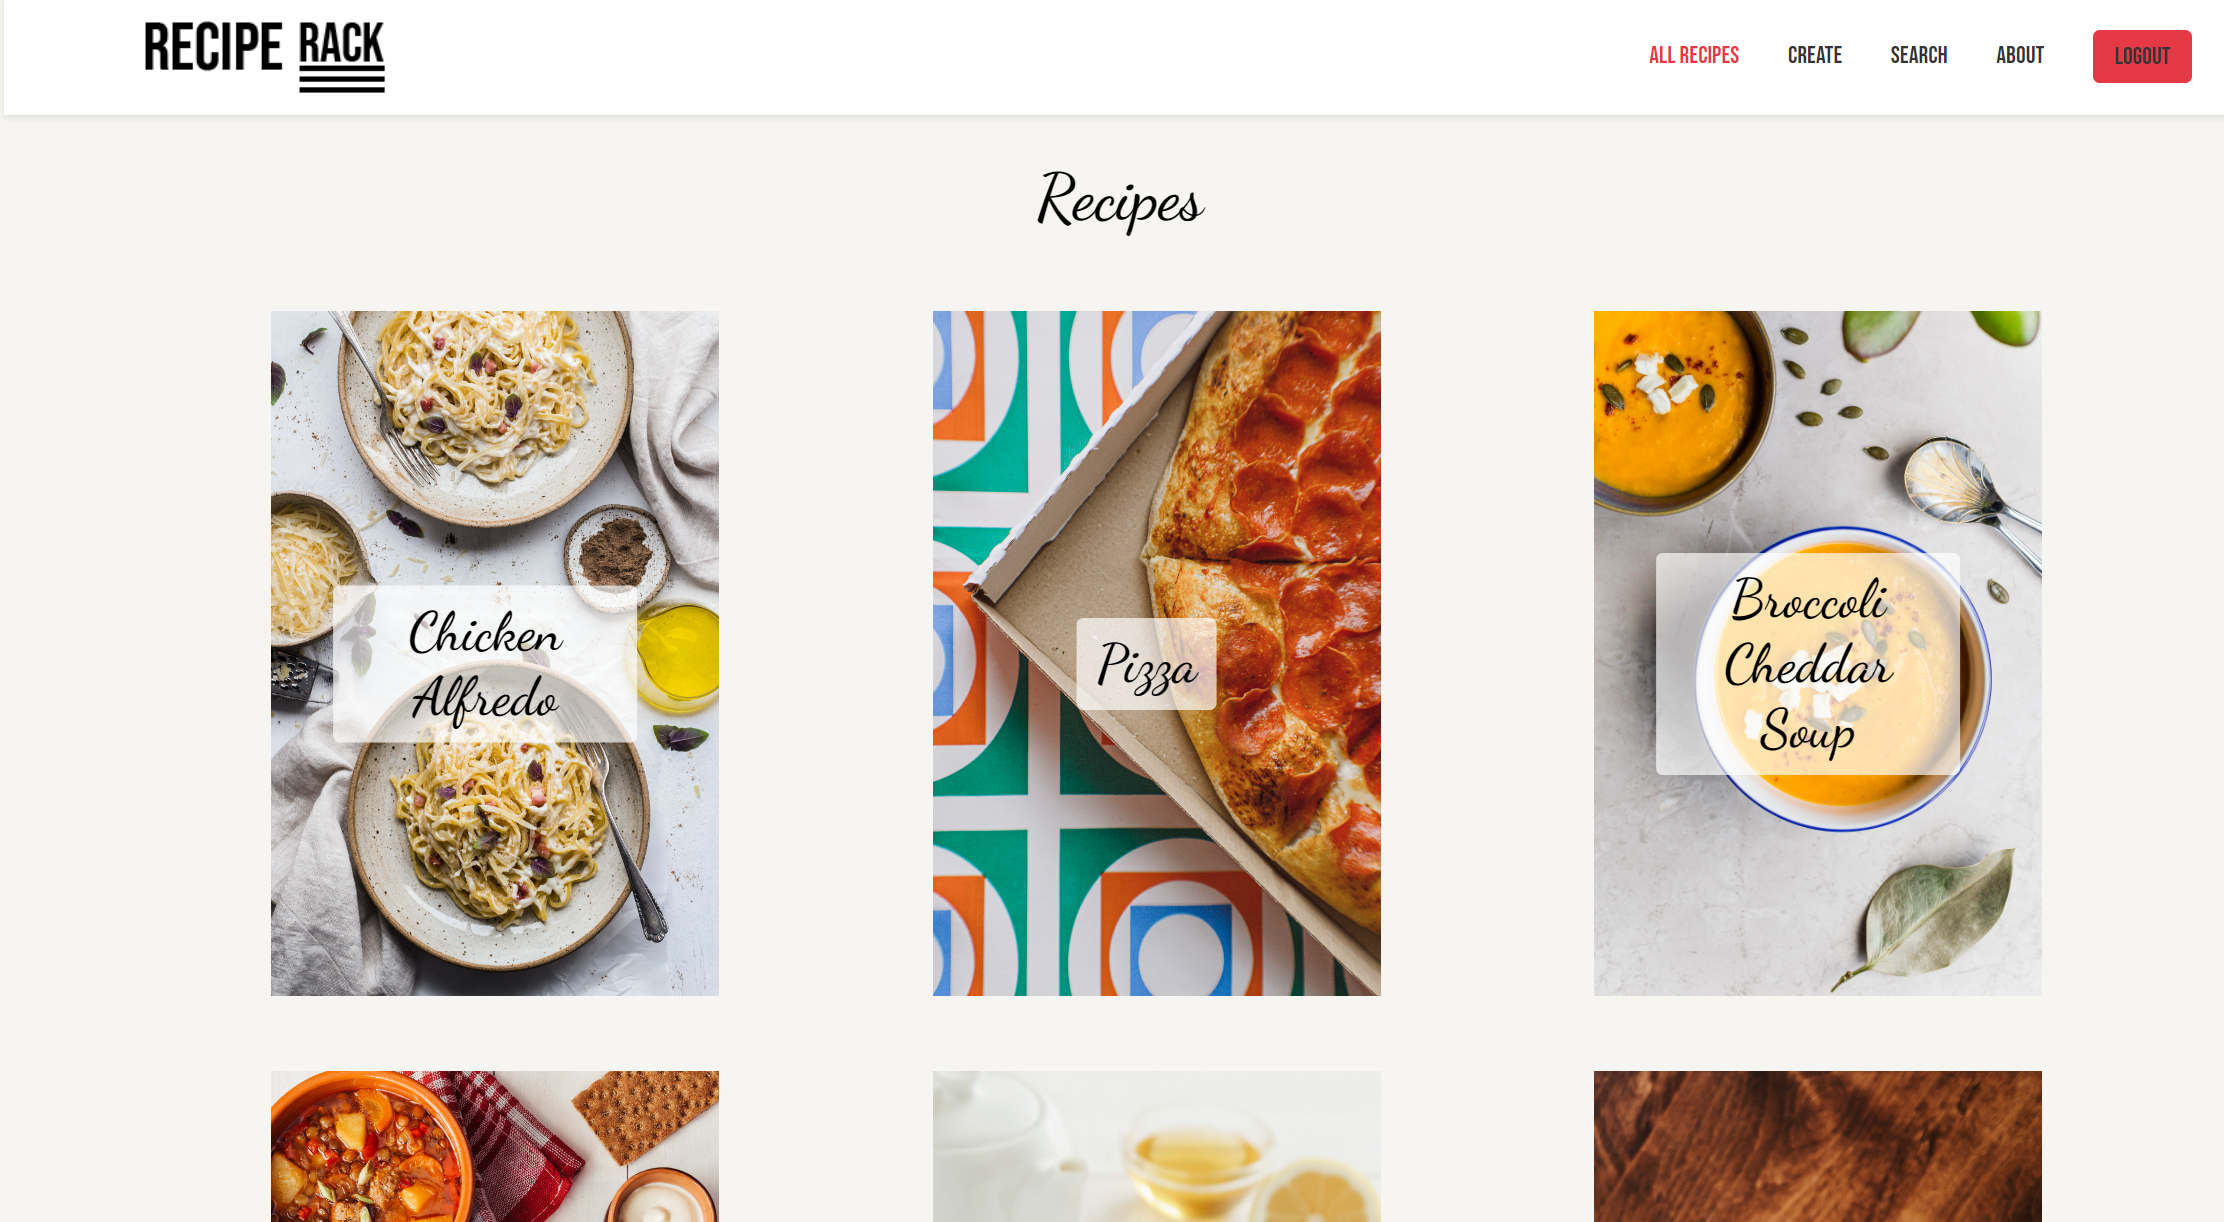 RECIPE RACK
ALL RECIPES
CREATE
SEARCH
ABOUT
LOGOUT
Recipes
Chicken
Alfredo
Pizza
Broccoli
Cheddar
Soup